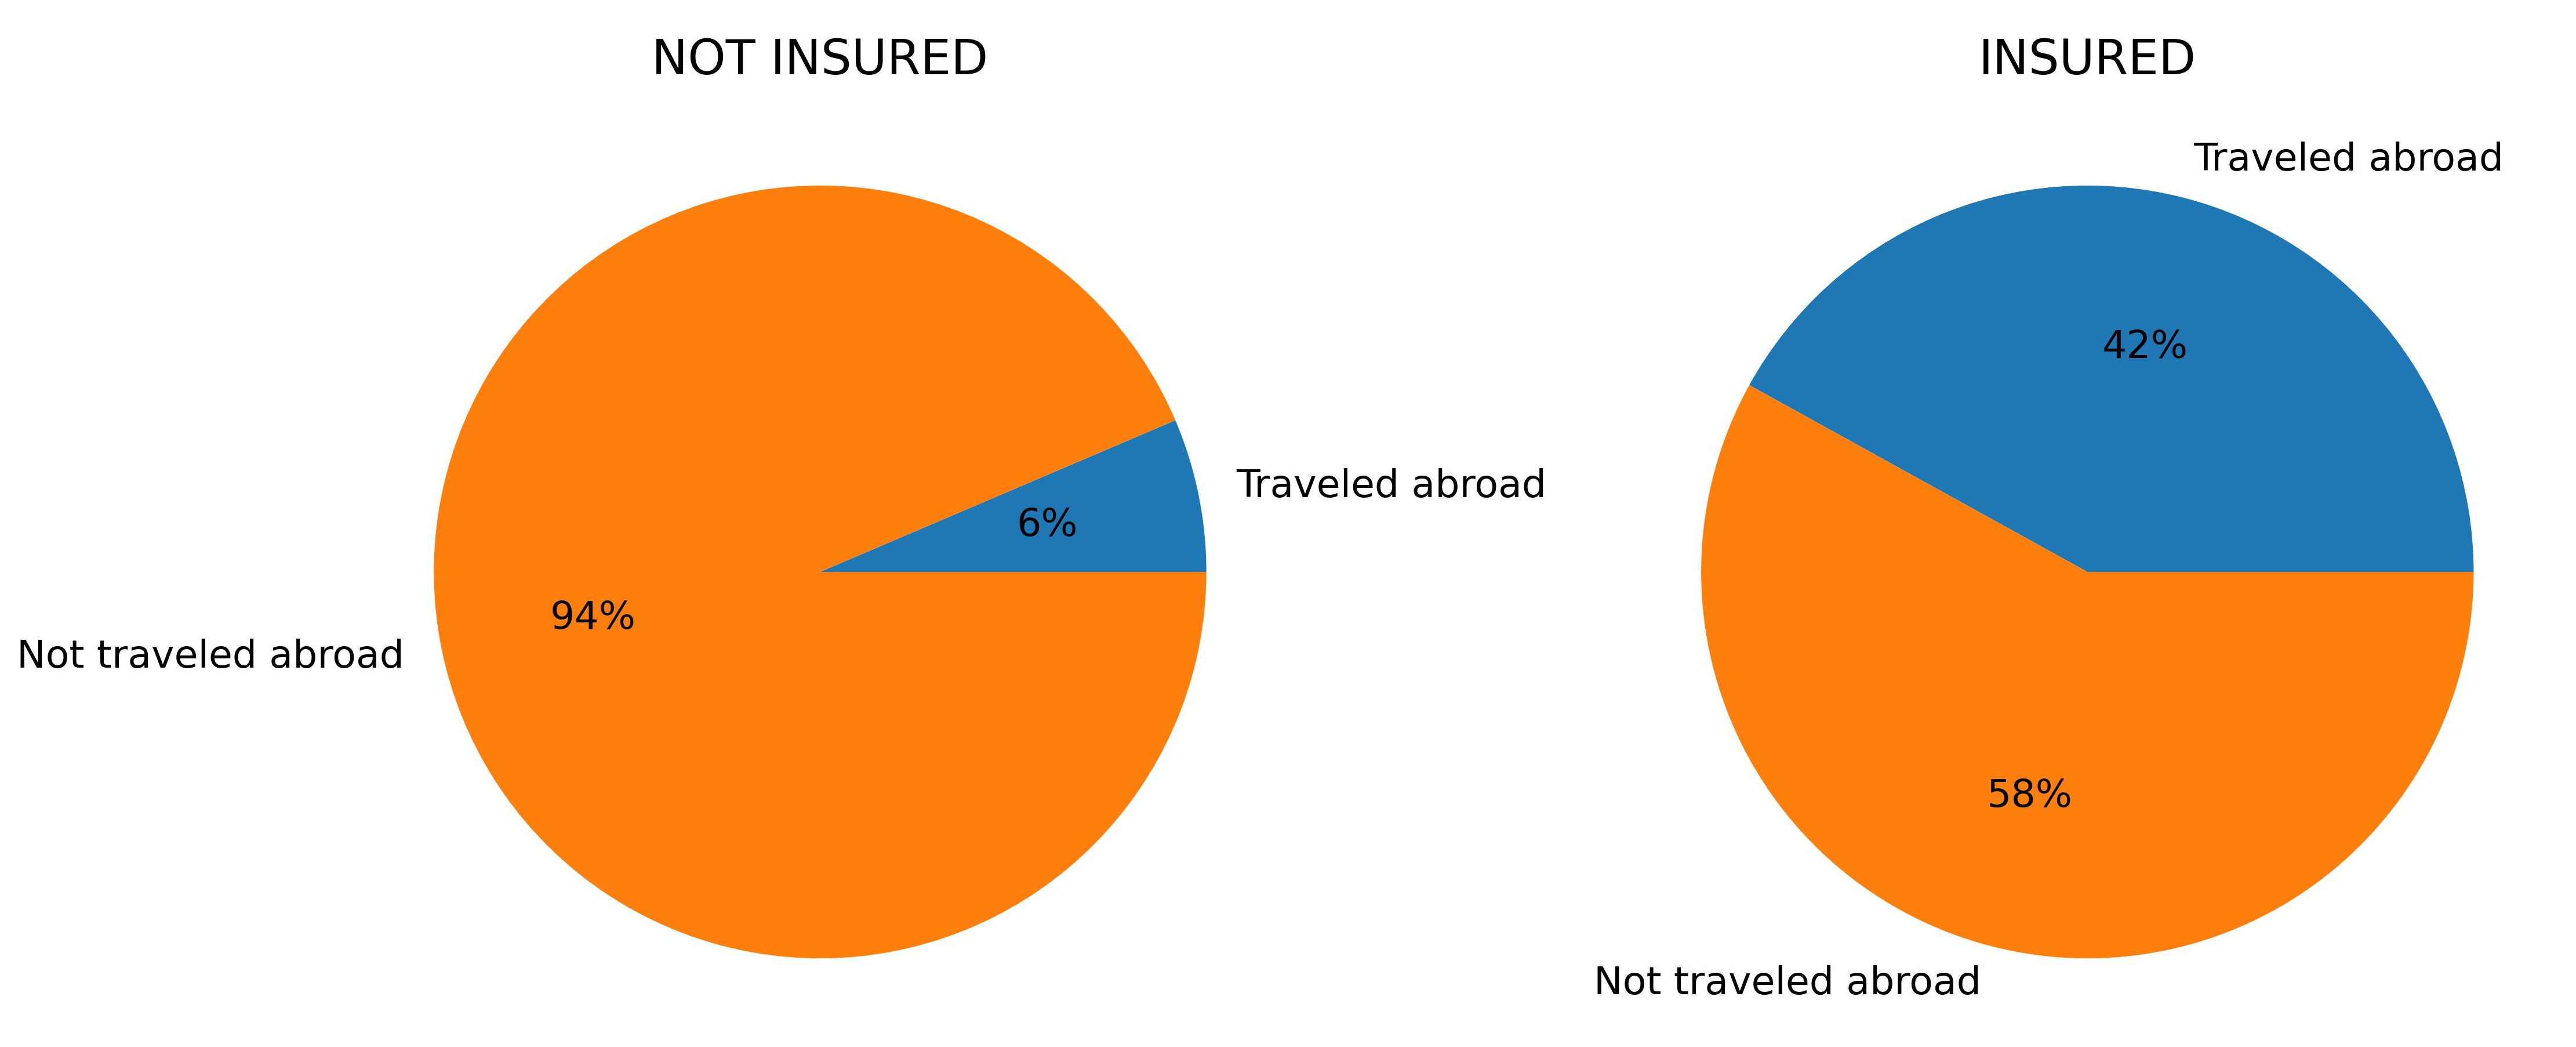 NOT INSURED
Traveled abroad
6%
94%
Not traveled abroad
INSURED
Traveled abroad
42%
58%
Not traveled abroad